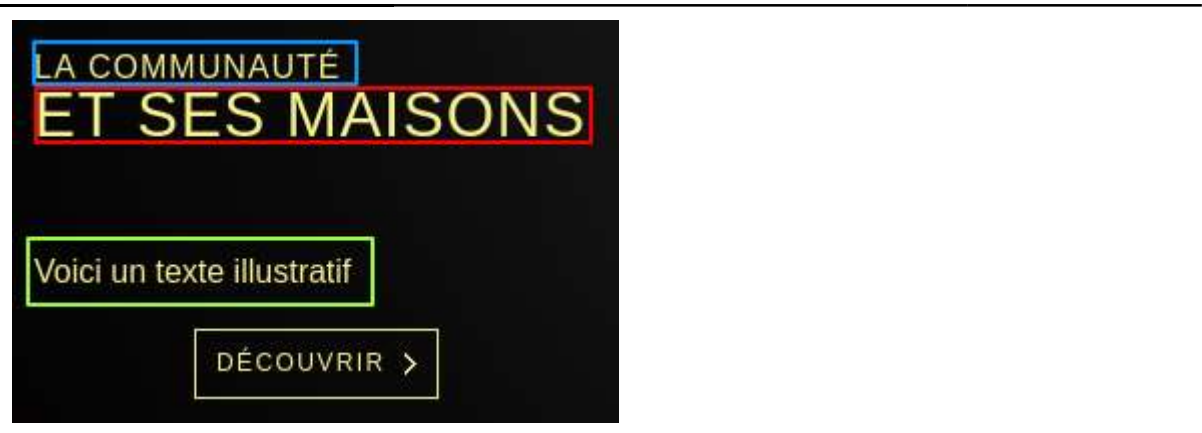 LA COMMUNAUTÉ
ET SES MAISONS
Voici un texte illustratif
DÉCOUVRIR >